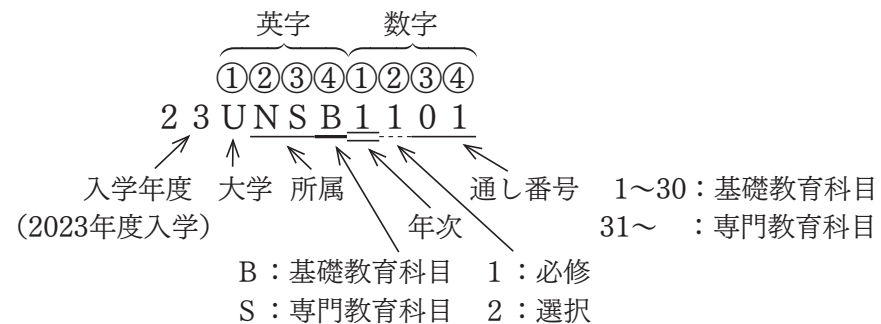 英字 数字
①②③④①②③④
23UNSB1101
入学年度 大学 所属 通し番号 1〜30：基礎教育科目
（2023年度入学） 年次 31〜 ：専門教育科目
B：基礎教育科目 1：必修
S：専門教育科目 2：選択